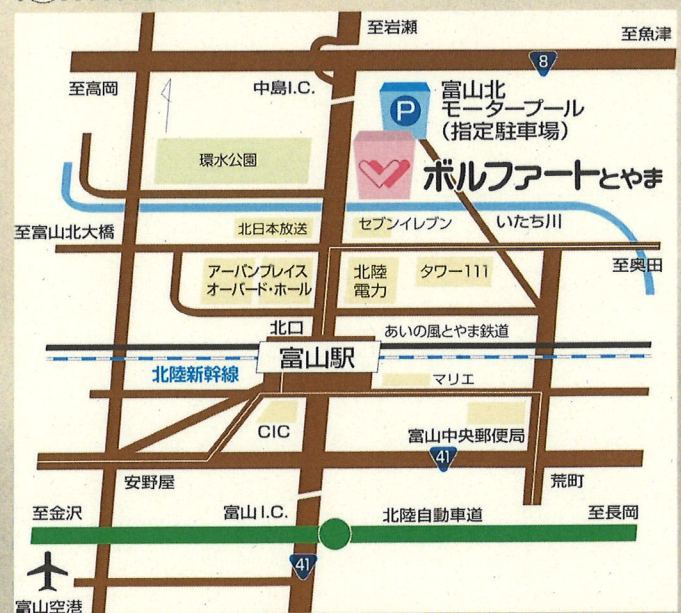 至岩瀬
至魚津
8
至高岡
中島I.C.
P
富山北
モータープール
(指定駐車場)
環水公園
ボルファートとやま
北日本放送
セブンイレブン
いたち川
至富山北大橋
至奥田
アーバンプレイス
オーバード・ホール
北陸
電力
タワー111
北口
あいの風とやま鉄道
富山駅
北陸新幹線
マリエ
CIC
富山中央郵便局
41
安野屋
荒町
至金沢
富山I.C.
北陸自動車道
至長岡
41
富山空港